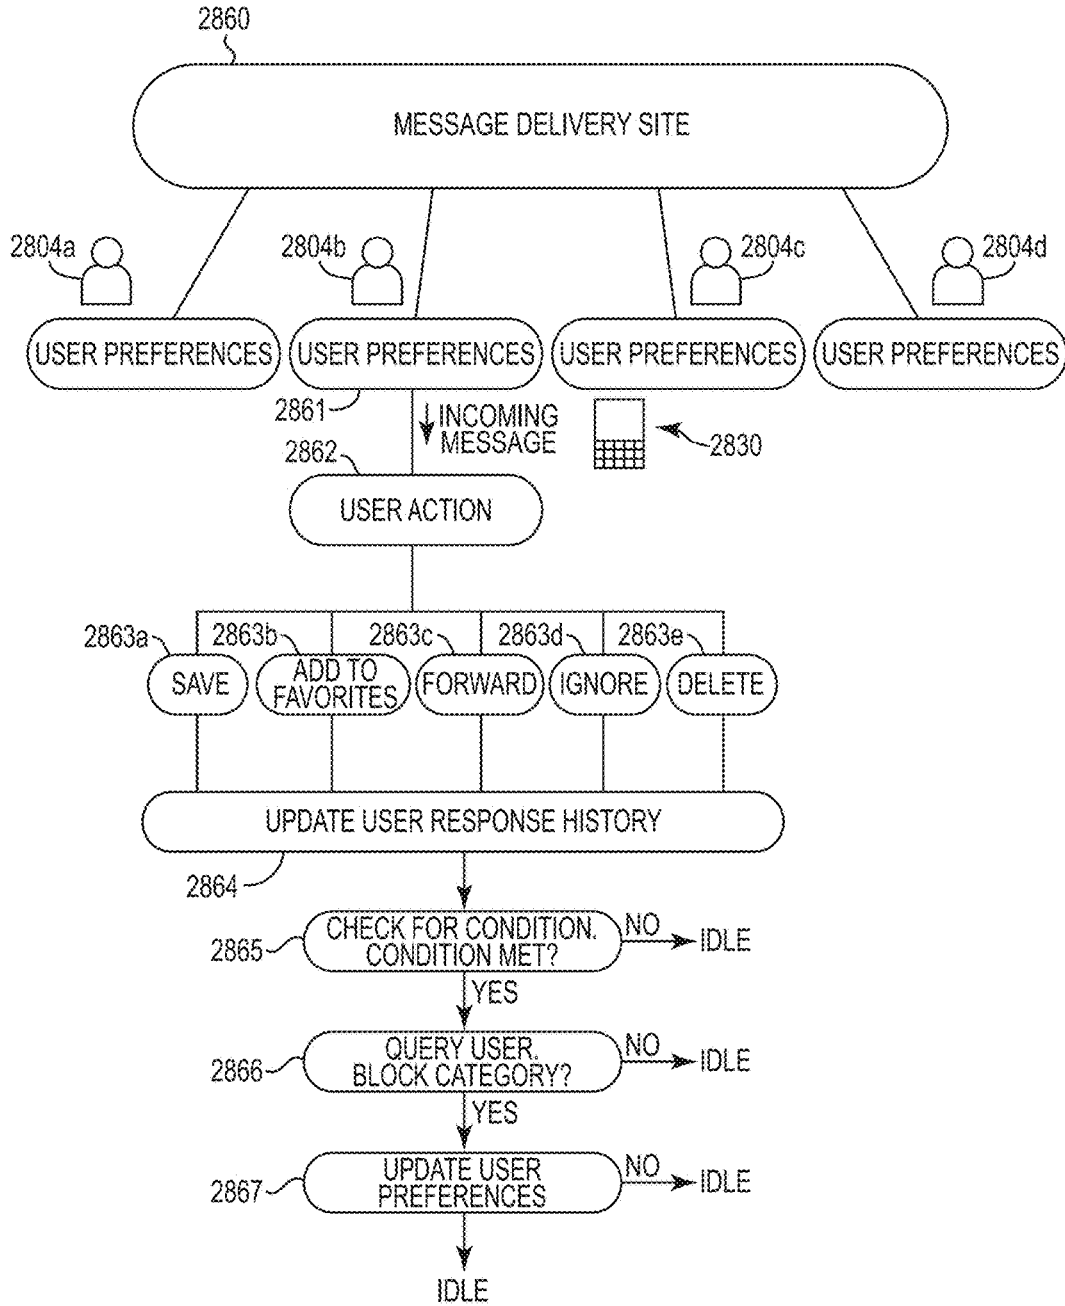 2860
MESSAGE DELIVERY SITE
2804a
2804b
2804c
2804d
USER PREFERENCES
USER PREFERENCES
USER PREFERENCES
USER PREFERENCES
2861
INCOMING
MESSAGE
2830
2862
USER ACTION
2863a
2863b
2863c
2863d
2863e
SAVE
ADD TO
FAVORITES
FORWARD
IGNORE
DELETE
UPDATE USER RESPONSE HISTORY
2864
2865
CHECK FOR CONDITION.
CONDITION MET?
NO
IDLE
YES
2866
QUERY USER.
BLOCK CATEGORY?
NO
IDLE
YES
2867
UPDATE USER
PREFERENCES
NO
IDLE
IDLE